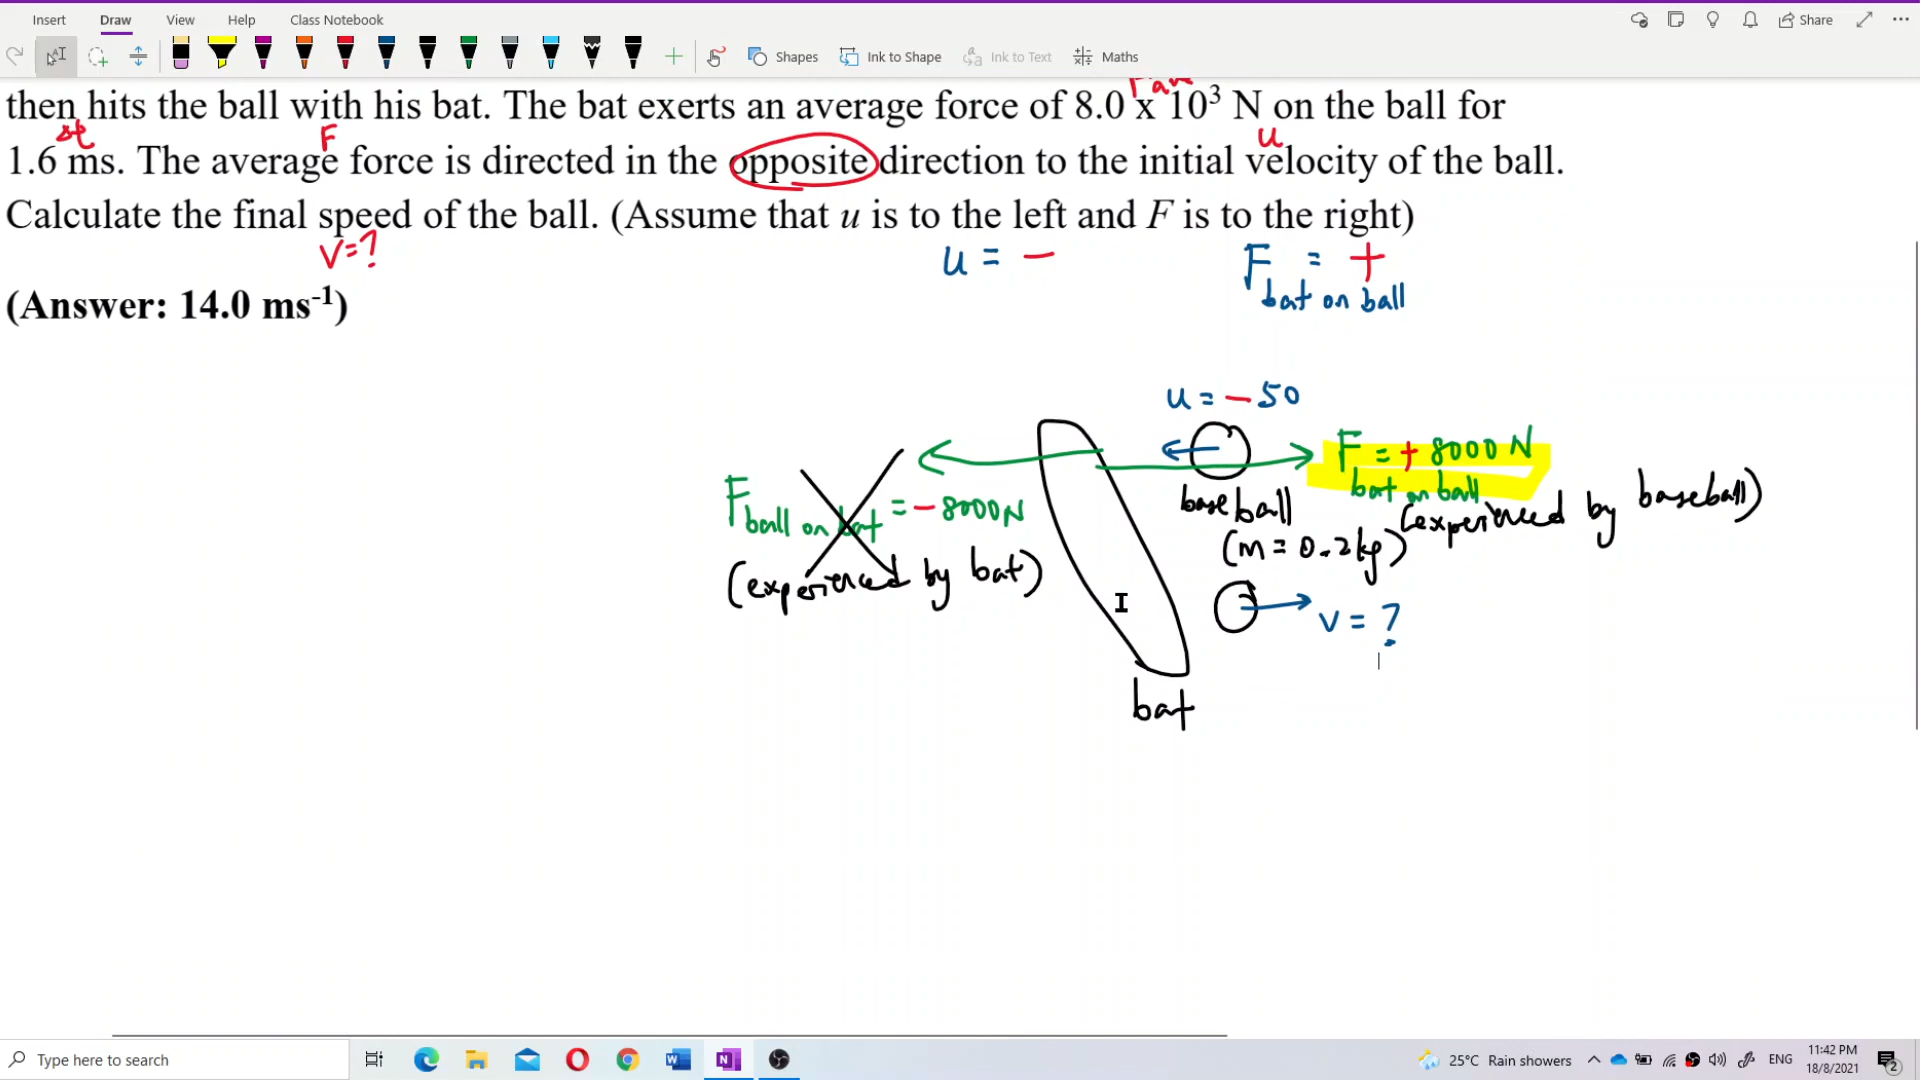 Insert Draw View Help Class Notebook Share
Shapes Ink to Shape Ink to Text Maths
Fav
then hits the ball with his bat. The bat exerts an average force of 8.0 x 10³ N on the ball for
Δt F u
1.6 ms. The average force is directed in the opposite direction to the initial velocity of the ball.
Calculate the final speed of the ball. (Assume that u is to the left and F is to the right)
v=?
u = -
F bat on ball = +
(Answer: 14.0 ms⁻¹)
u = - 50
F bat on ball = + 8000 N
(experienced by baseball)
F ball on bat = - 8000N
(experienced by bat)
baseball
(m = 0.2kg)
v = ?
bat
Type here to search
25°C Rain showers
ENG
11:42 PM
18/8/2021
2